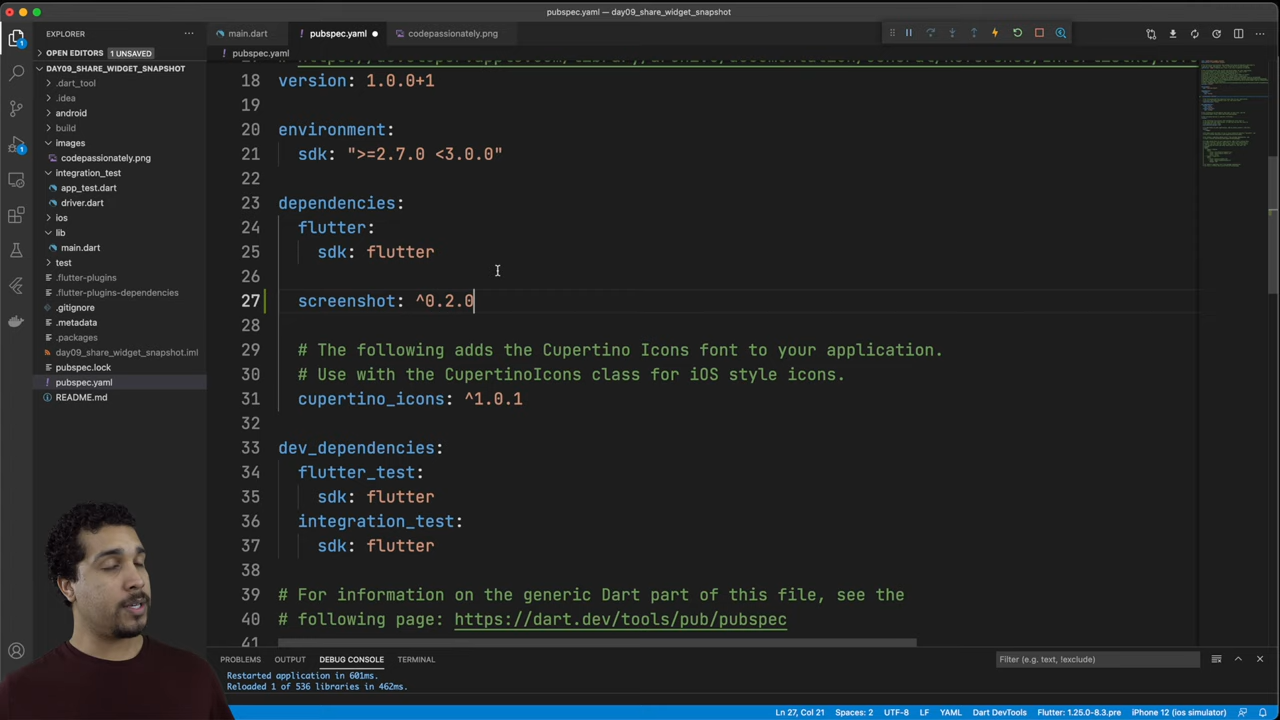 pubspec.yaml — day09_share_widget_snapshot
EXPLORER
OPEN EDITORS 1 UNSAVED
DAY09_SHARE_WIDGET_SNAPSHOT
.dart_tool
.idea
android
build
images
codepassionately.png
integration_test
app_test.dart
driver.dart
ios
lib
main.dart
test
.flutter-plugins
.flutter-plugins-dependencies
.gitignore
.metadata
.packages
day09_share_widget_snapshot.iml
pubspec.lock
pubspec.yaml
README.md
main.dart
pubspec.yaml
codepassionately.png
pubspec.yaml
18 version: 1.0.0+1
19
20 environment:
21 sdk: ">=2.7.0 <3.0.0"
22
23 dependencies:
24 flutter:
25 sdk: flutter
26
27 screenshot: ^0.2.0
28
29 # The following adds the Cupertino Icons font to your application.
30 # Use with the CupertinoIcons class for iOS style icons.
31 cupertino_icons: ^1.0.1
32
33 dev_dependencies:
34 flutter_test:
35 sdk: flutter
36 integration_test:
37 sdk: flutter
38
39 # For information on the generic Dart part of this file, see the
40 # following page: https://dart.dev/tools/pub/pubspec
41
PROBLEMS OUTPUT DEBUG CONSOLE TERMINAL
Filter (e.g. text, !exclude)
Restarted application in 601ms.
Reloaded 1 of 536 libraries in 462ms.
Ln 27, Col 21 Spaces: 2 UTF-8 LF YAML Dart DevTools Flutter: 1.25.0-8.3.pre iPhone 12 (ios simulator)